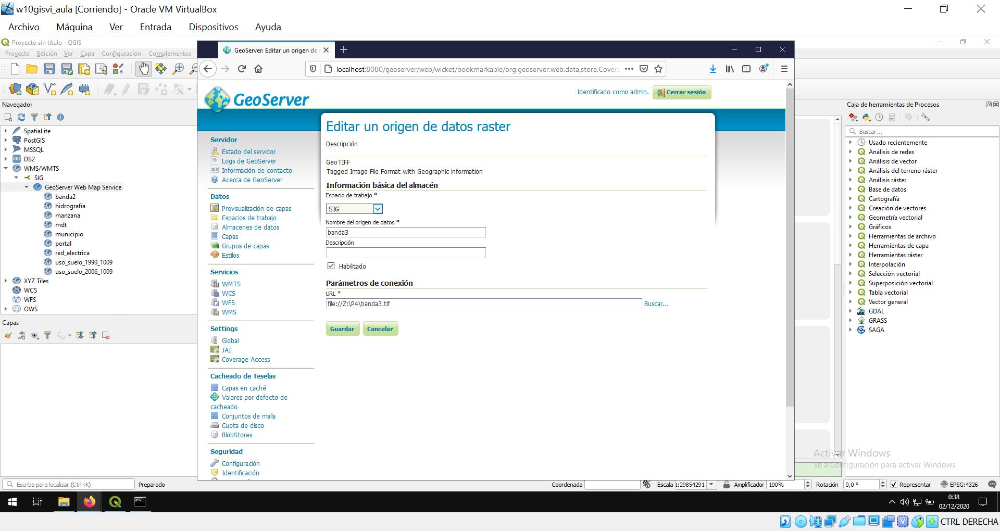 w10gisvi_aula [Corriendo] - Oracle VM VirtualBox
Archivo Máquina Ver Entrada Dispositivos Ayuda
Proyecto sin título - QGIS
Proyecto Edición Ver Capa Configuración Complementos
GeoServer: Editar un origen de
localhost:8080/geoserver/web/wicket/bookmarkable/org.geoserver.web.data.store.Covera
Navegador
SpatiaLite
PostGIS
MSSQL
DB2
WMS/WMTS
SIG
GeoServer Web Map Service
banda2
hidrografia
manzana
mdt
municipio
portal
red_electrica
uso_suelo_1990_1009
uso_suelo_2006_1009
XYZ Tiles
WCS
WFS
OWS
Capas
GeoServer
Identificado como admin.
Cerrar sesión
Servidor
Estado del servidor
Logs de GeoServer
Información de contacto
Acerca de GeoServer
Datos
Previsualización de capas
Espacios de trabajo
Almacenes de datos
Capas
Grupos de capas
Estilos
Servicios
WMTS
WCS
WFS
WMS
Settings
Global
JAI
Coverage Access
Cacheado de Teselas
Capas en caché
Valores por defecto de
cacheado
Conjuntos de malla
Cuota de disco
BlobStores
Seguridad
Configuración
Identificación
Editar un origen de datos raster
Descripción
GeoTIFF
Tagged Image File Format with Geographic information
Información básica del almacén
Espacio de trabajo *
SIG
Nombre del origen de datos *
banda3
Descripción
Habilitado
Parámetros de conexión
URL *
file://Z:\P4\banda3.tif
Buscar...
Guardar
Cancelar
Caja de herramientas de Procesos
Buscar...
Usado recientemente
Análisis de redes
Análisis de vector
Análisis del terreno ráster
Análisis ráster
Base de datos
Cartografía
Creación de vectores
Geometría vectorial
Gráficos
Herramientas de archivo
Herramientas de capa
Herramientas ráster
Interpolación
Selección vectorial
Superposición vectorial
Tabla vectorial
Vector general
GDAL
GRASS
SAGA
Activar Windows
Ve a Configuración para activar Windows.
Escriba para localizar (Ctrl+K)
Preparado
Coordenada
Escala
1:29854291
Amplificador
100%
Rotación
0,0 °
Representar
EPSG:4326
0:38
02/12/2020
CTRL DERECHA